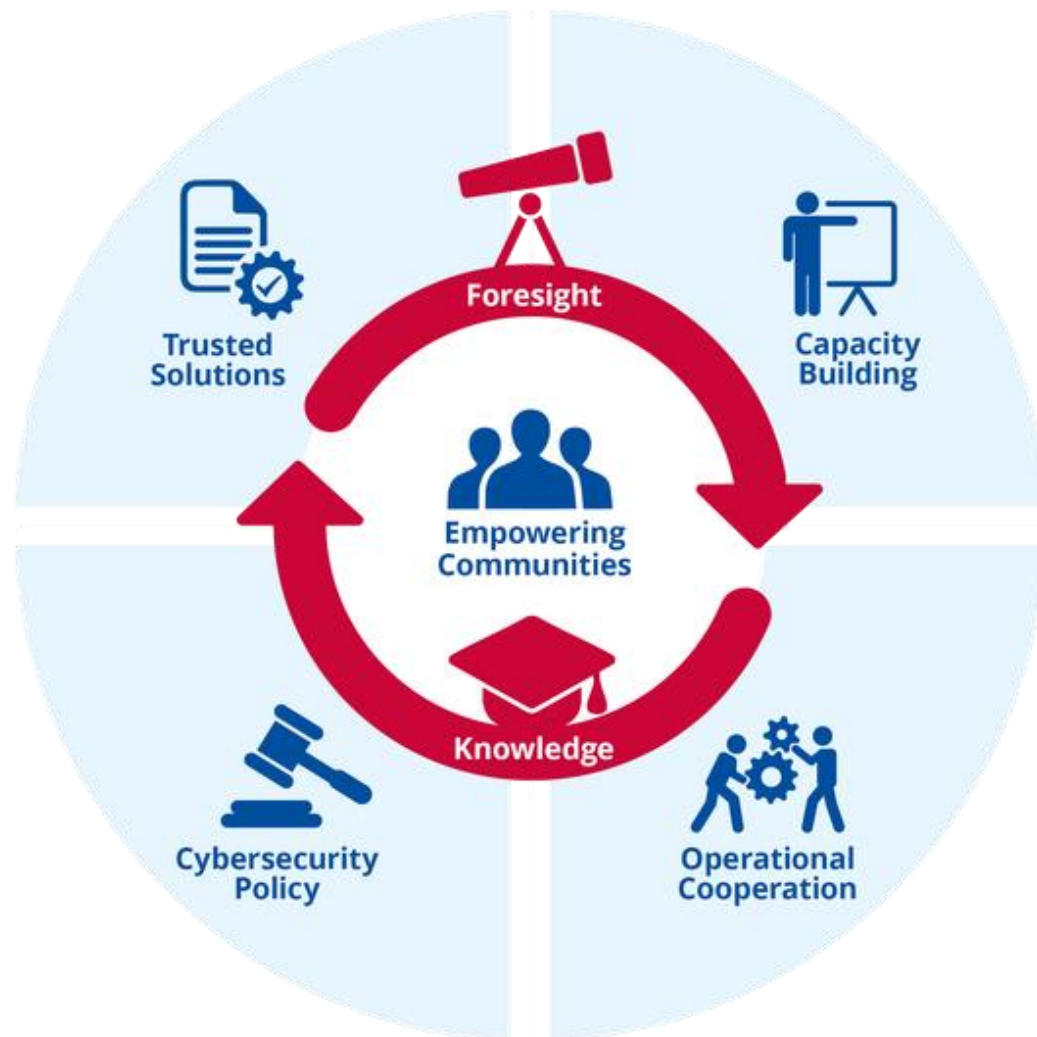 Foresight
Trusted
Solutions
Capacity
Building
Empowering
Communities
Knowledge
Cybersecurity
Policy
Operational
Cooperation